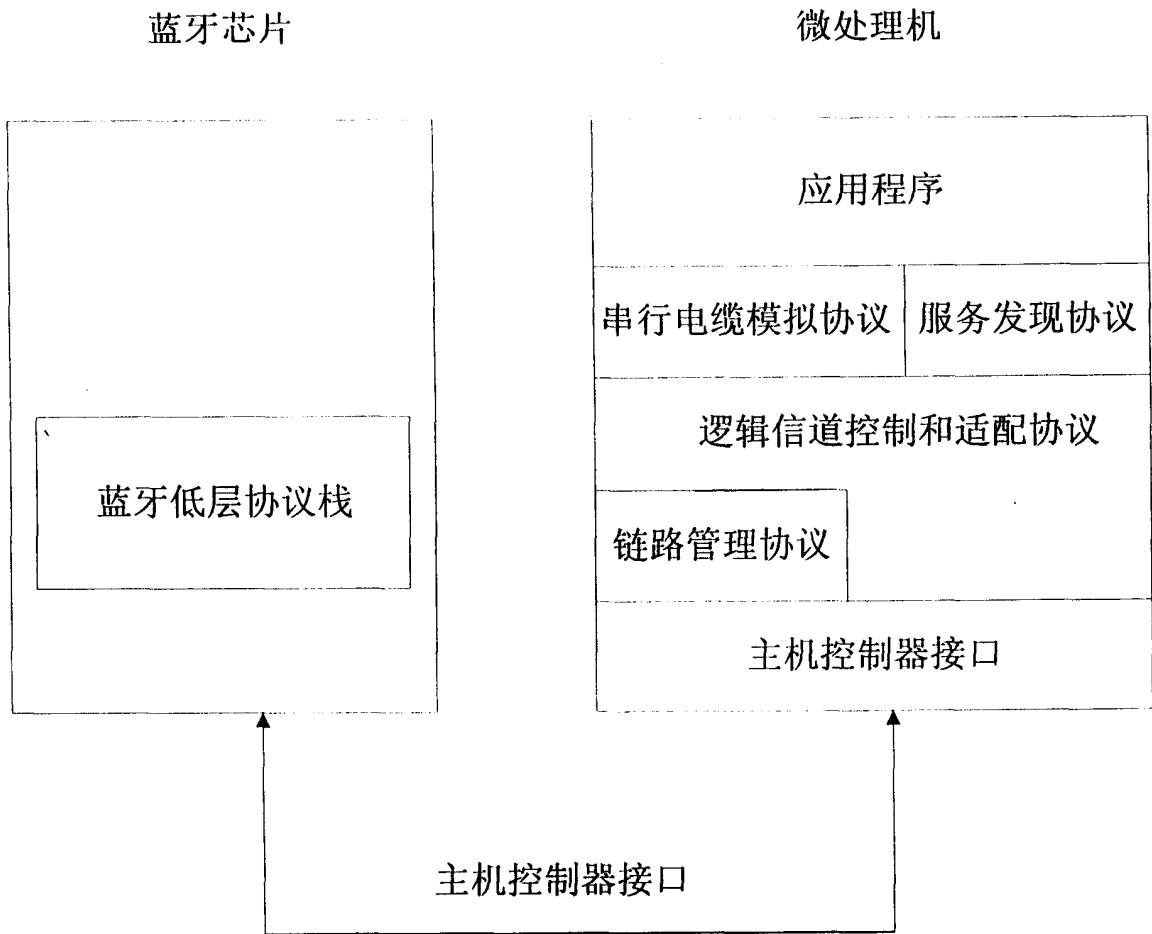 蓝牙芯片
微处理机
应用程序
串行电缆模拟协议
服务发现协议
逻辑信道控制和适配协议
蓝牙低层协议栈
链路管理协议
主机控制器接口
主机控制器接口